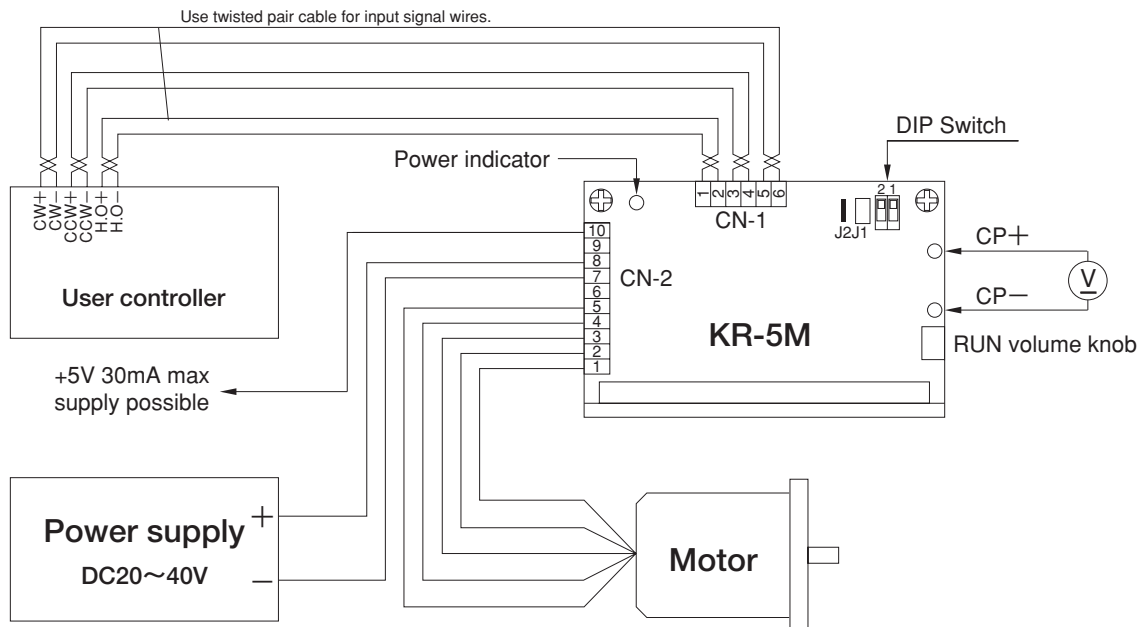 Use twisted pair cable for input signal wires.
DIP Switch
Power indicator
CW+
CW−
CCW+
CCW−
H.O+
H.O−
1
2
3
4
5
6
2 1
J2J1
CN-1
CP+
V
CP−
10
9
8
7
6
5
4
3
2
1
CN-2
User controller
KR-5M
RUN volume knob
+5V 30mA max
supply possible
Power supply
+
DC20～40V
−
Motor